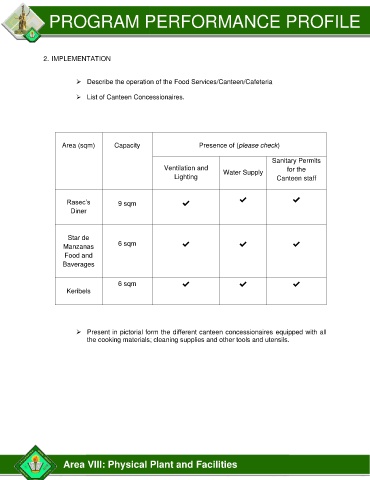 PROGRAM PERFORMANCE PROFILE
2. IMPLEMENTATION
➢ Describe the operation of the Food Services/Canteen/Cafeteria
➢ List of Canteen Concessionaires.
Area (sqm) Capacity Presence of (please check)
Ventilation and
Lighting
Water Supply
Sanitary Permits
for the
Canteen staff
Rasec's
Diner
9 sqm ✔ ✔ ✔
Star de
Manzanas
Food and
Baverages
6 sqm ✔ ✔ ✔
Keribels
6 sqm ✔ ✔ ✔
➢ Present in pictorial form the different canteen concessionaires equipped with all
the cooking materials, cleaning supplies and other tools and utensils.
Area VIII: Physical Plant and Facilities